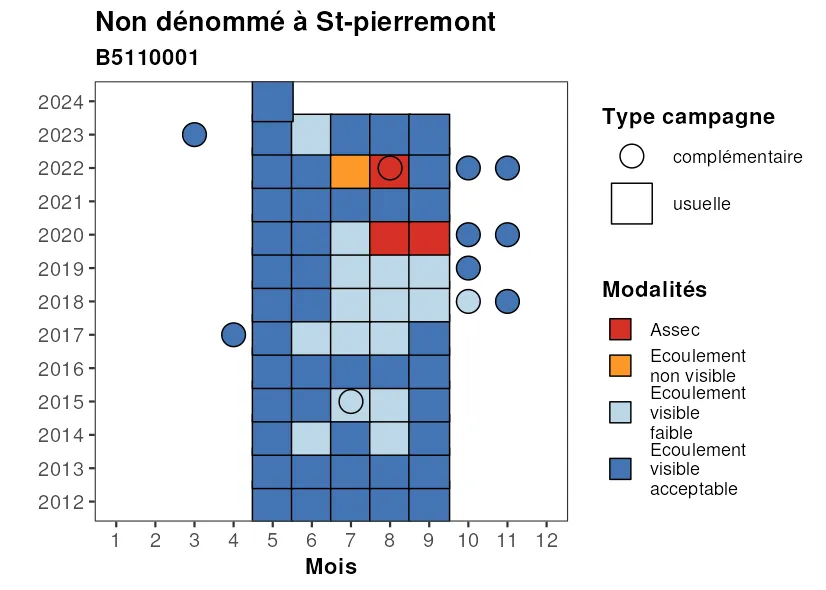 Non dénommé à St-pierremont
B5110001
2024
2023
2022
2021
2020
2019
2018
2017
2016
2015
2014
2013
2012
1 2 3 4 5 6 7 8 9 10 11 12
Mois
Type campagne
complémentaire
usuelle
Modalités
Assec
Ecoulement
non visible
Ecoulement
visible
faible
Ecoulement
visible
acceptable